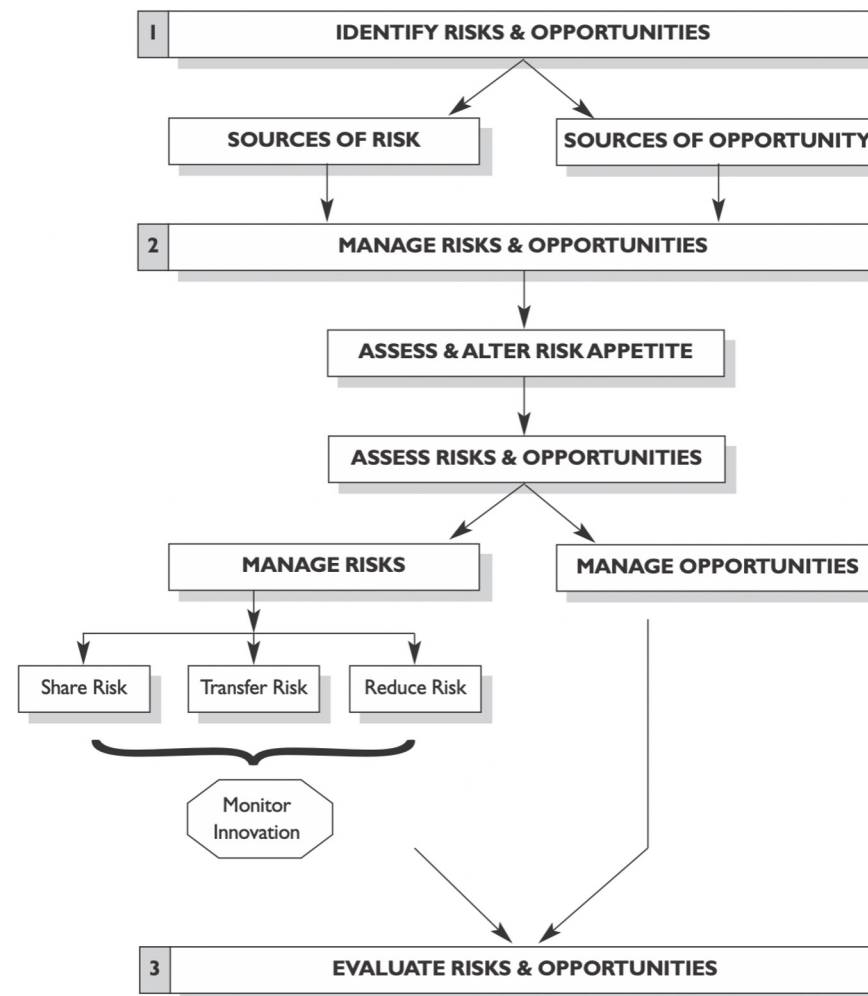 1 IDENTIFY RISKS & OPPORTUNITIES
SOURCES OF RISK
SOURCES OF OPPORTUNITY
2 MANAGE RISKS & OPPORTUNITIES
ASSESS & ALTER RISK APPETITE
ASSESS RISKS & OPPORTUNITIES
MANAGE RISKS
MANAGE OPPORTUNITIES
Share Risk
Transfer Risk
Reduce Risk
Monitor
Innovation
3 EVALUATE RISKS & OPPORTUNITIES